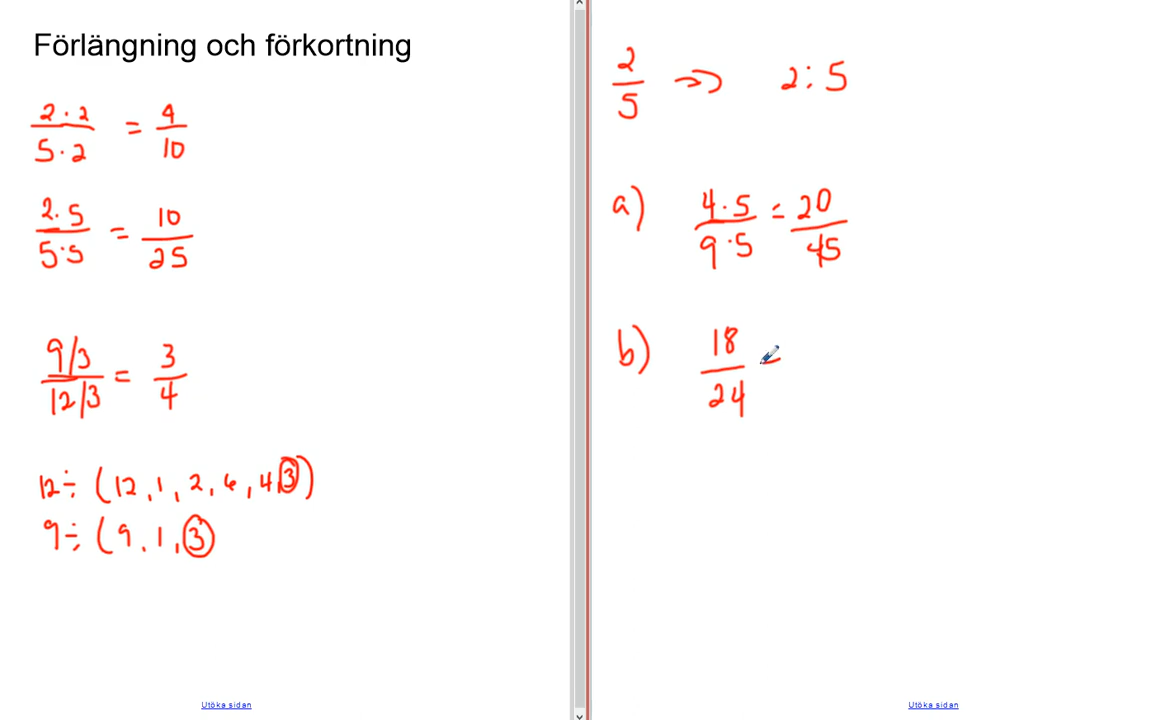 Förlängning och förkortning
2·2/5·2 = 4/10
2·5/5·5 = 10/25
9/3/12/3 = 3/4
12÷ (12, 1, 2, 6, 4 3)
9÷ (9, 1, 3
Utöka sidan
2/5 => 2:5
a) 4·5/9·5 = 20/45
b) 18/24 =
Utöka sidan